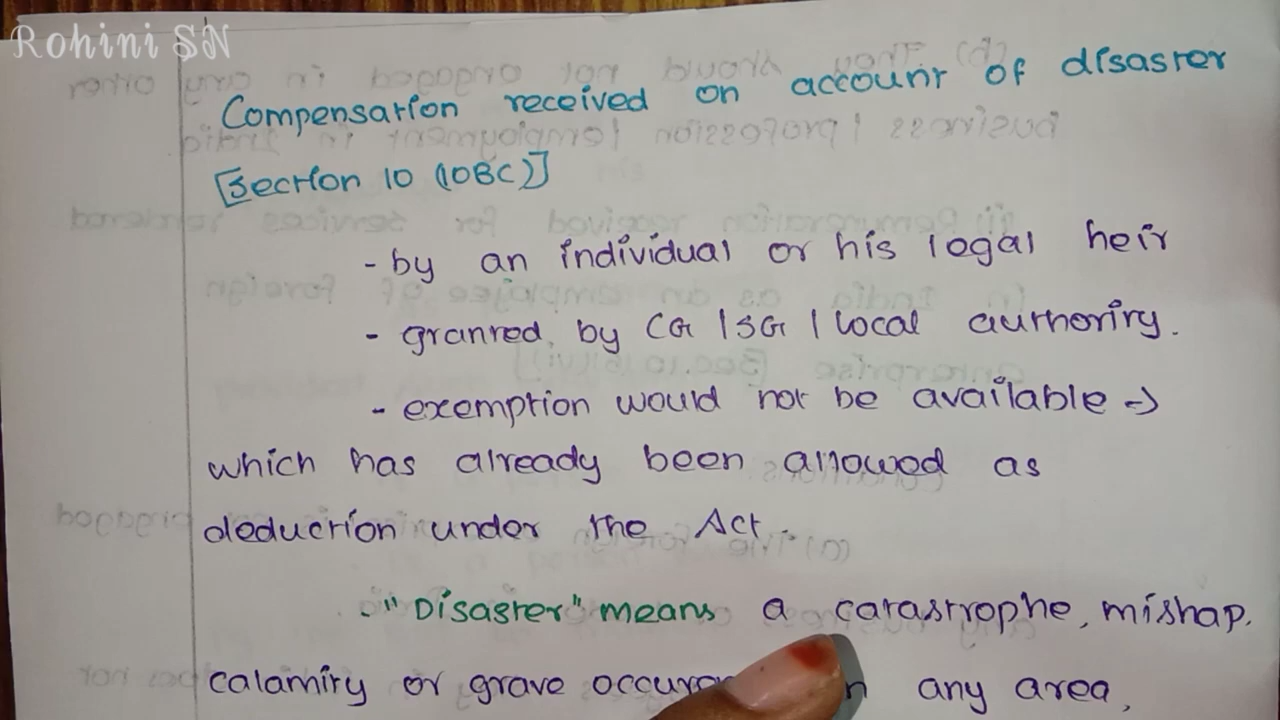 Rohini SN
Compensation received on account of disaster
[Section 10 (10BC)]
- by an individual or his legal heir
- granted by CG | SG | local authority.
- exemption would not be available →
which has already been allowed as
deduction under the Act.
"Disaster" means a catastrophe, mishap,
calamity or grave any area,